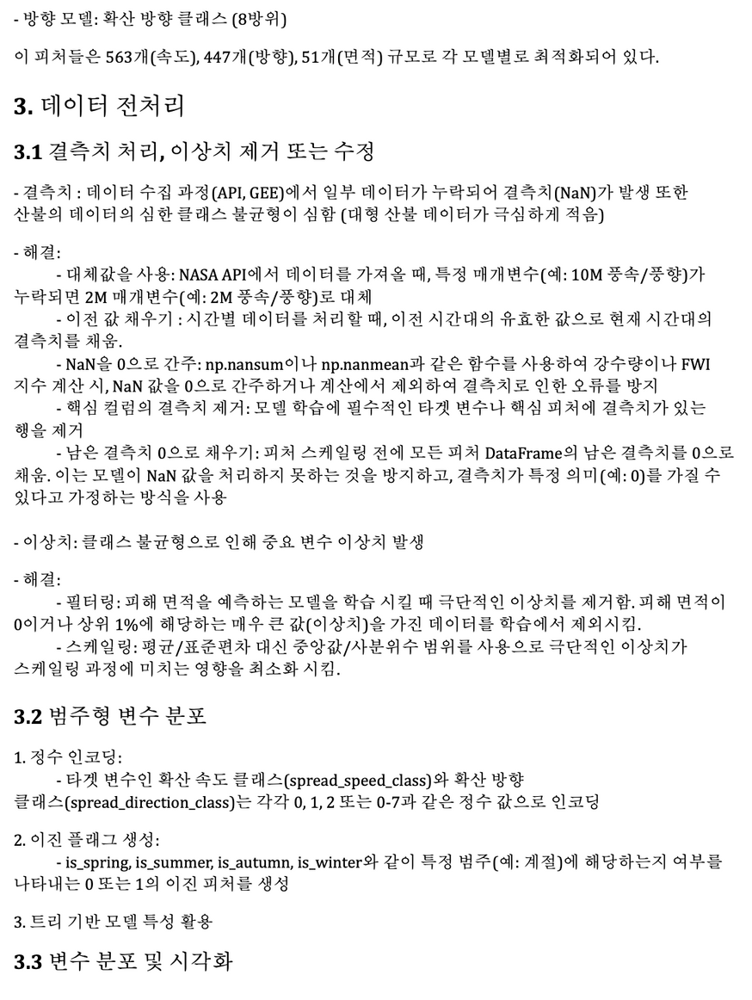 - 방향 모델: 확산 방향 클래스 (8방위)
이 피처들은 563개(속도), 447개(방향), 51개(면적) 규모로 각 모델별로 최적화되어 있다.
3. 데이터 전처리
3.1 결측치 처리, 이상치 제거 또는 수정
- 결측치 : 데이터 수집 과정(API, GEE)에서 일부 데이터가 누락되어 결측치(NaN)가 발생 또한
산불의 데이터의 심한 클래스 불균형이 심함 (대형 산불 데이터가 극심하게 적음)
- 해결:
- 대체값을 사용: NASA API에서 데이터를 가져올 때, 특정 매개변수(예: 10M 풍속/풍향)가
누락되면 2M 매개변수(예: 2M 풍속/풍향)로 대체
- 이전 값 채우기 : 시간별 데이터를 처리할 때, 이전 시간대의 유효한 값으로 현재 시간대의
결측치를 채움.
- NaN을 0으로 간주: np.nansum이나 np.nanmean과 같은 함수를 사용하여 강수량이나 FWI
지수 계산 시, NaN 값을 0으로 간주하거나 계산에서 제외하여 결측치로 인한 오류를 방지
- 핵심 컬럼의 결측치 제거: 모델 학습에 필수적인 타겟 변수나 핵심 피처에 결측치가 있는
행을 제거
- 남은 결측치 0으로 채우기: 피처 스케일링 전에 모든 피처 DataFrame의 남은 결측치를 0으로
채움. 이는 모델이 NaN 값을 처리하지 못하는 것을 방지하고, 결측치가 특정 의미(예: 0)를 가질 수
있다고 가정하는 방식을 사용
- 이상치: 클래스 불균형으로 인해 중요 변수 이상치 발생
- 해결:
- 필터링: 피해 면적을 예측하는 모델을 학습 시킬 때 극단적인 이상치를 제거함. 피해 면적이
0이거나 상위 1%에 해당하는 매우 큰 값(이상치)을 가진 데이터를 학습에서 제외시킴.
- 스케일링: 평균/표준편차 대신 중앙값/사분위수 범위를 사용으로 극단적인 이상치가
스케일링 과정에 미치는 영향을 최소화 시킴.
3.2 범주형 변수 분포
1. 정수 인코딩:
- 타겟 변수인 확산 속도 클래스(spread_speed_class)와 확산 방향
클래스(spread_direction_class)는 각각 0, 1, 2 또는 0-7과 같은 정수 값으로 인코딩
2. 이진 플래그 생성:
- is_spring, is_summer, is_autumn, is_winter와 같이 특정 범주(예: 계절)에 해당하는지 여부를
나타내는 0 또는 1의 이진 피처를 생성
3. 트리 기반 모델 특성 활용
3.3 변수 분포 및 시각화